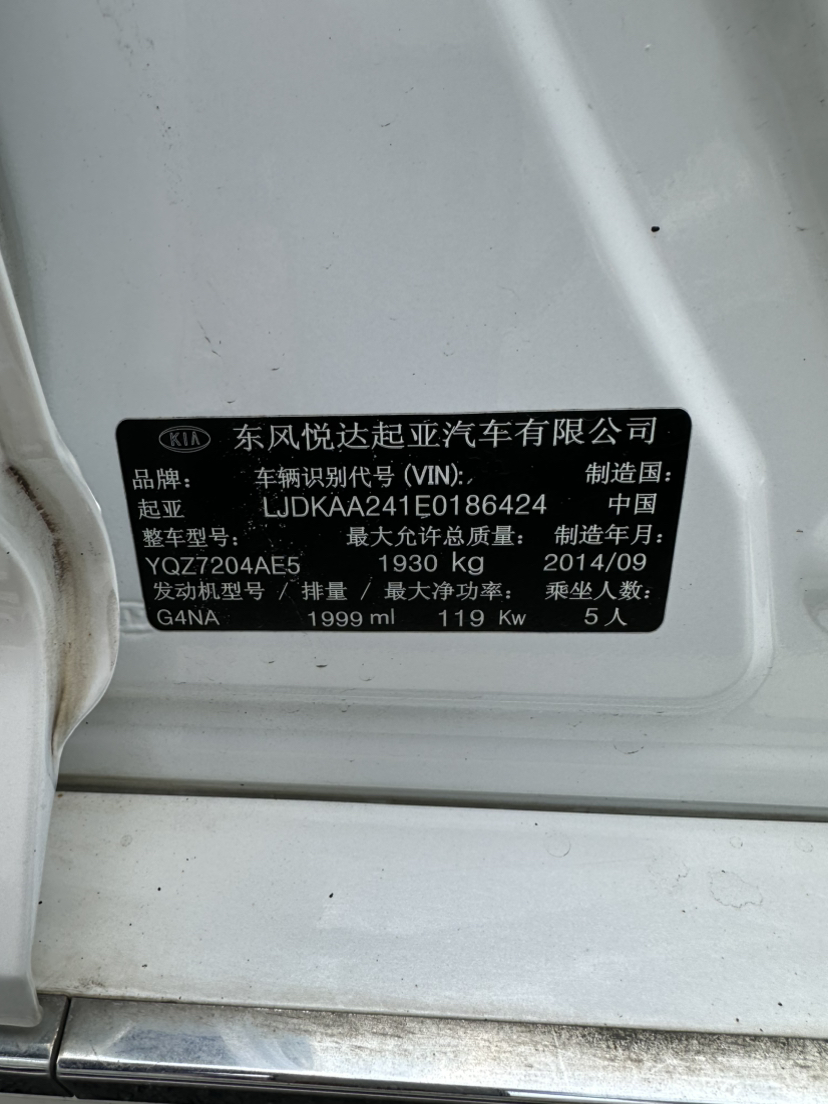 KIA 东风悦达起亚汽车有限公司
品牌： 车辆识别代号(VIN)： 制造国：
起亚 LJDKAA241E0186424 中国
整车型号： 最大允许总质量： 制造年月：
YQZ7204AE5 1930 kg 2014/09
发动机型号 / 排量 / 最大净功率： 乘坐人数：
G4NA 1999 ml 119 Kw 5 人